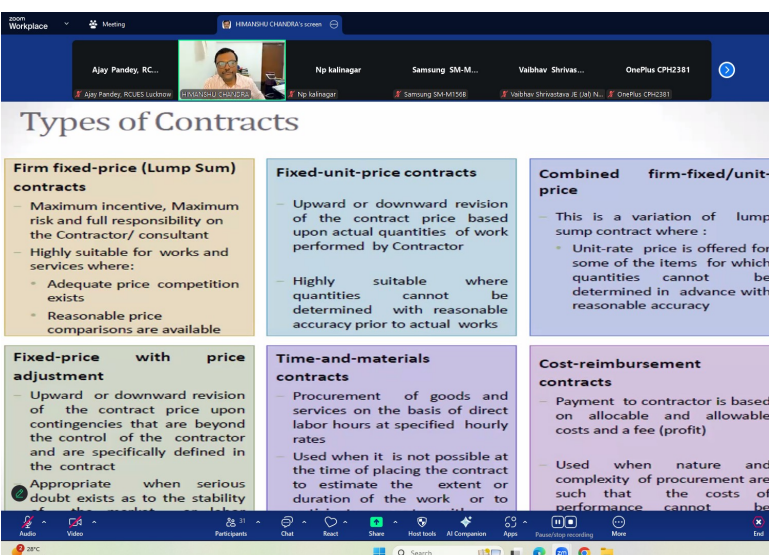 zoom
Workplace
Meeting
HIMANSHU CHANDRA's screen
Ajay Pandey, RC...
Np kalinagar
Samsung SM-M...
Vaibhav Shrivas...
OnePlus CPH2381
Ajay Pandey, RCUES Lucknow
HIMANSHU CHANDRA
Np kalinagar
Samsung SM-M156B
Vaibhav Shrivastava JE (Jal) N...
OnePlus CPH2381
Types of Contracts
Firm fixed-price (Lump Sum)
contracts
– Maximum incentive, Maximum
risk and full responsibility on
the Contractor/ consultant
– Highly suitable for works and
services where:
Adequate price competition
exists
Reasonable price
comparisons are available
Fixed-unit-price contracts
– Upward or downward revision
of the contract price based
upon actual quantities of work
performed by Contractor
– Highly suitable where
quantities cannot be
determined with reasonable
accuracy prior to actual works
Combined firm-fixed/unit-
price
– This is a variation of lump
sump contract where :
Unit-rate price is offered for
some of the items for which
quantities cannot be
determined in advance with
reasonable accuracy
Fixed-price with price
adjustment
– Upward or downward revision
of the contract price upon
contingencies that are beyond
the control of the contractor
and are specifically defined in
the contract
Appropriate when serious
doubt exists as to the stability
of the market or labor
Time-and-materials
contracts
– Procurement of goods and
services on the basis of direct
labor hours at specified hourly
rates
– Used when it is not possible at
the time of placing the contract
to estimate the extent or
duration of the work or to
Cost-reimbursement
contracts
– Payment to contractor is based
on allocable and allowable
costs and a fee (profit)
– Used when nature and
complexity of procurement are
such that the costs of
performance cannot be
Audio
Video
31
Participants
Chat
React
Share
Host tools
AI Companion
Apps
Pause/stop recording
More
End
28°C
Search